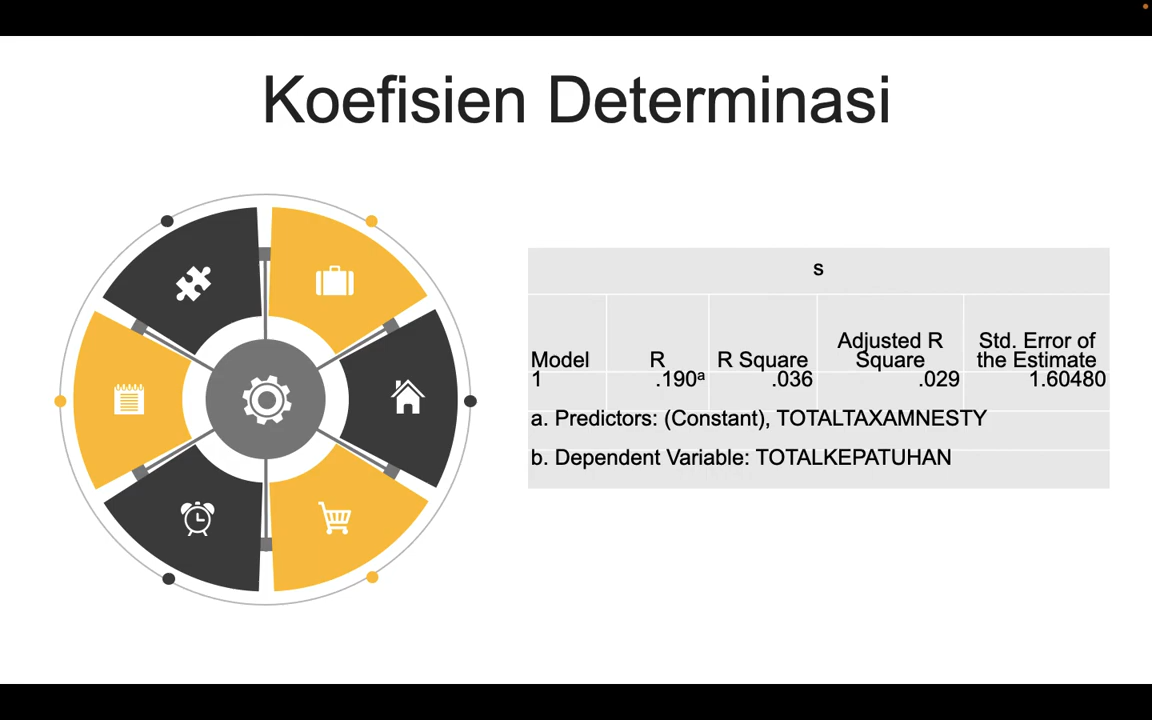 Koefisien Determinasi
s
Model R R Square Adjusted R Square Std. Error of the Estimate
1 .190a .036 .029 1.60480
a. Predictors: (Constant), TOTALTAXAMNESTY
b. Dependent Variable: TOTALKEPATUHAN